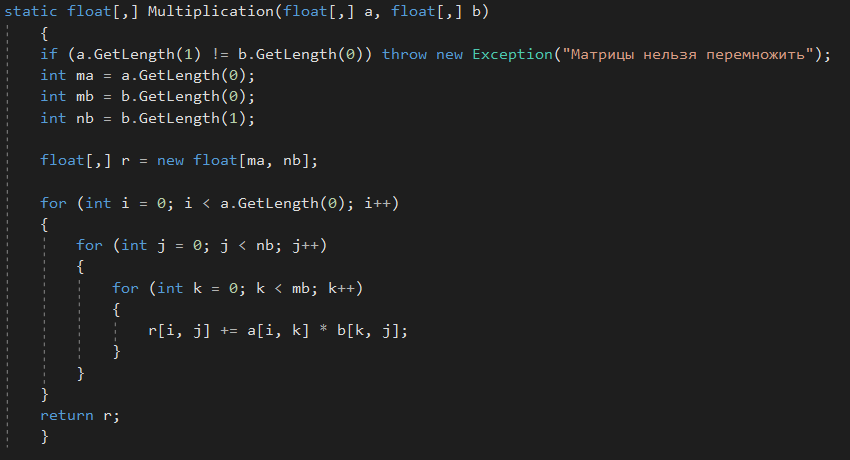 static float[,] Multiplication(float[,] a, float[,] b)
{
if (a.GetLength(1) != b.GetLength(0)) throw new Exception("Матрицы нельзя перемножить");
int ma = a.GetLength(0);
int mb = b.GetLength(0);
int nb = b.GetLength(1);
float[,] r = new float[ma, nb];
for (int i = 0; i < a.GetLength(0); i++)
{
for (int j = 0; j < nb; j++)
{
for (int k = 0; k < mb; k++)
{
r[i, j] += a[i, k] * b[k, j];
}
}
}
return r;
}